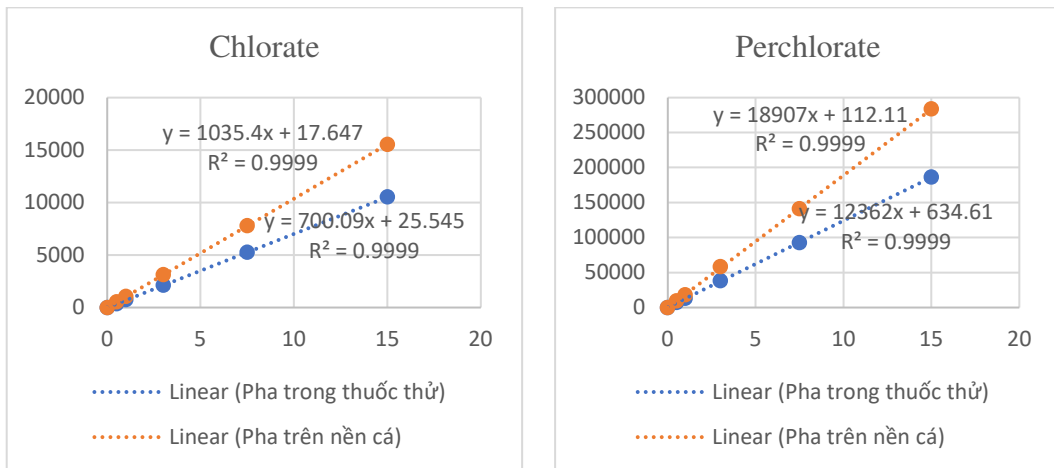 Chlorate
20000
15000
10000
5000
0
0 5 10 15 20
y = 1035.4x + 17.647
R² = 0.9999
y = 700.09x + 25.545
R² = 0.9999
Linear (Pha trong thuốc thử)
Linear (Pha trên nền cá)
Perchlorate
300000
250000
200000
150000
100000
50000
0
0 5 10 15 20
y = 18907x + 112.11
R² = 0.9999
y = 12362x + 634.61
R² = 0.9999
Linear (Pha trong thuốc thử)
Linear (Pha trên nền cá)